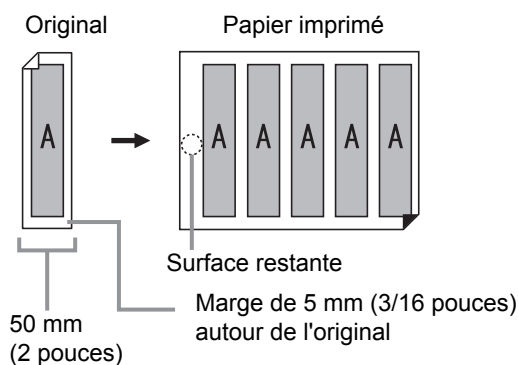 Original
Papier imprimé
A
A A A A A
Surface restante
Marge de 5 mm (3/16 pouces)
autour de l'original
50 mm
(2 pouces)